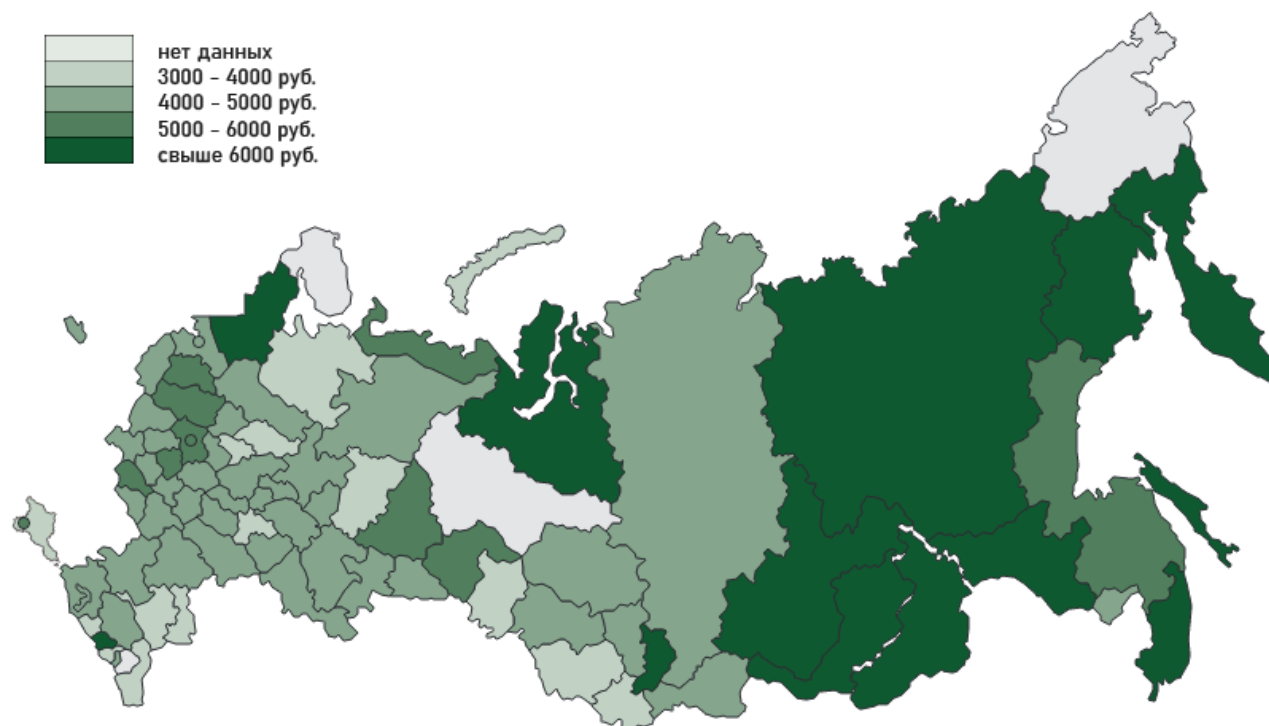 нет данных
3000 - 4000 руб.
4000 - 5000 руб.
5000 - 6000 руб.
свыше 6000 руб.